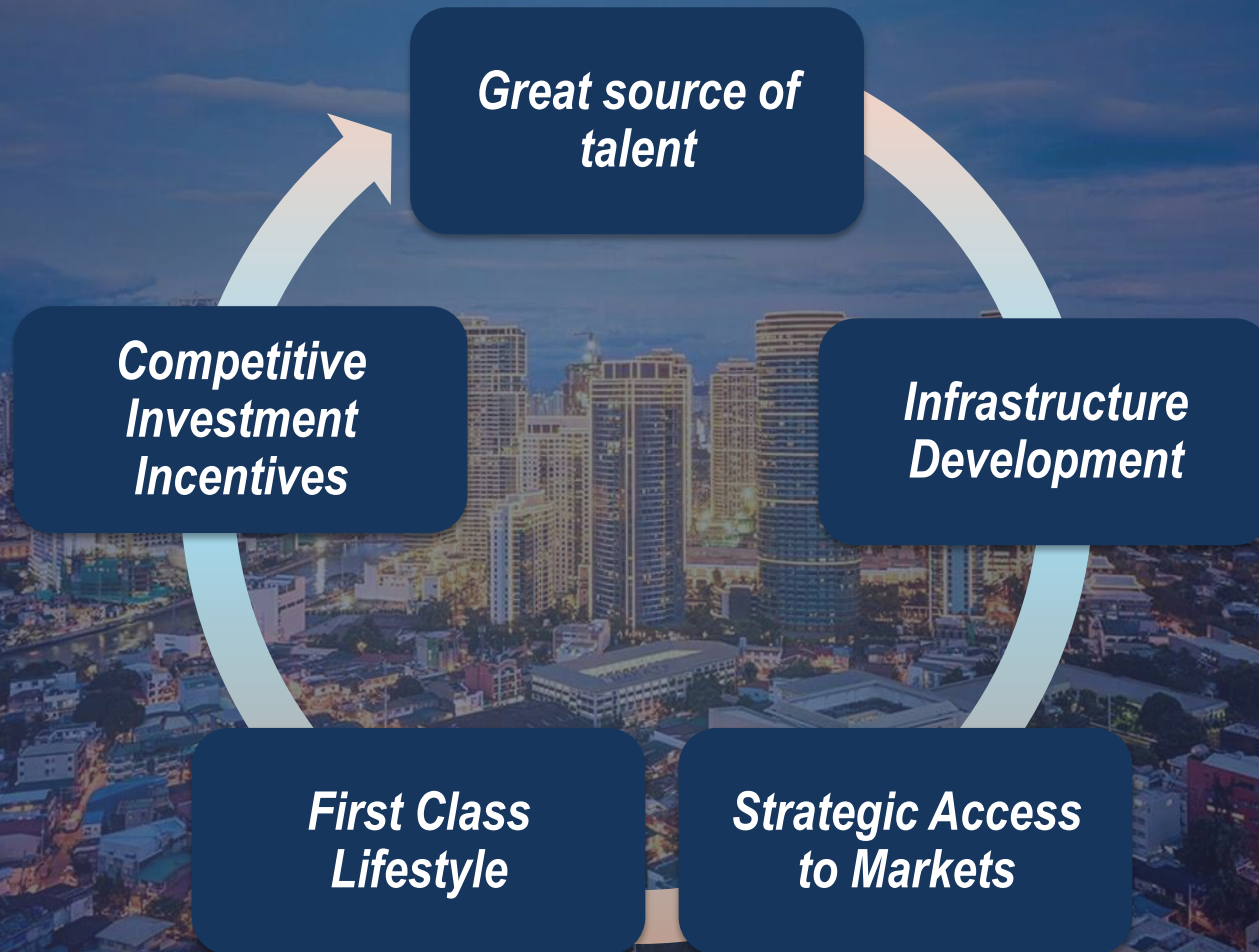 Great source of
talent
Infrastructure
Development
Strategic Access
to Markets
First Class
Lifestyle
Competitive
Investment
Incentives